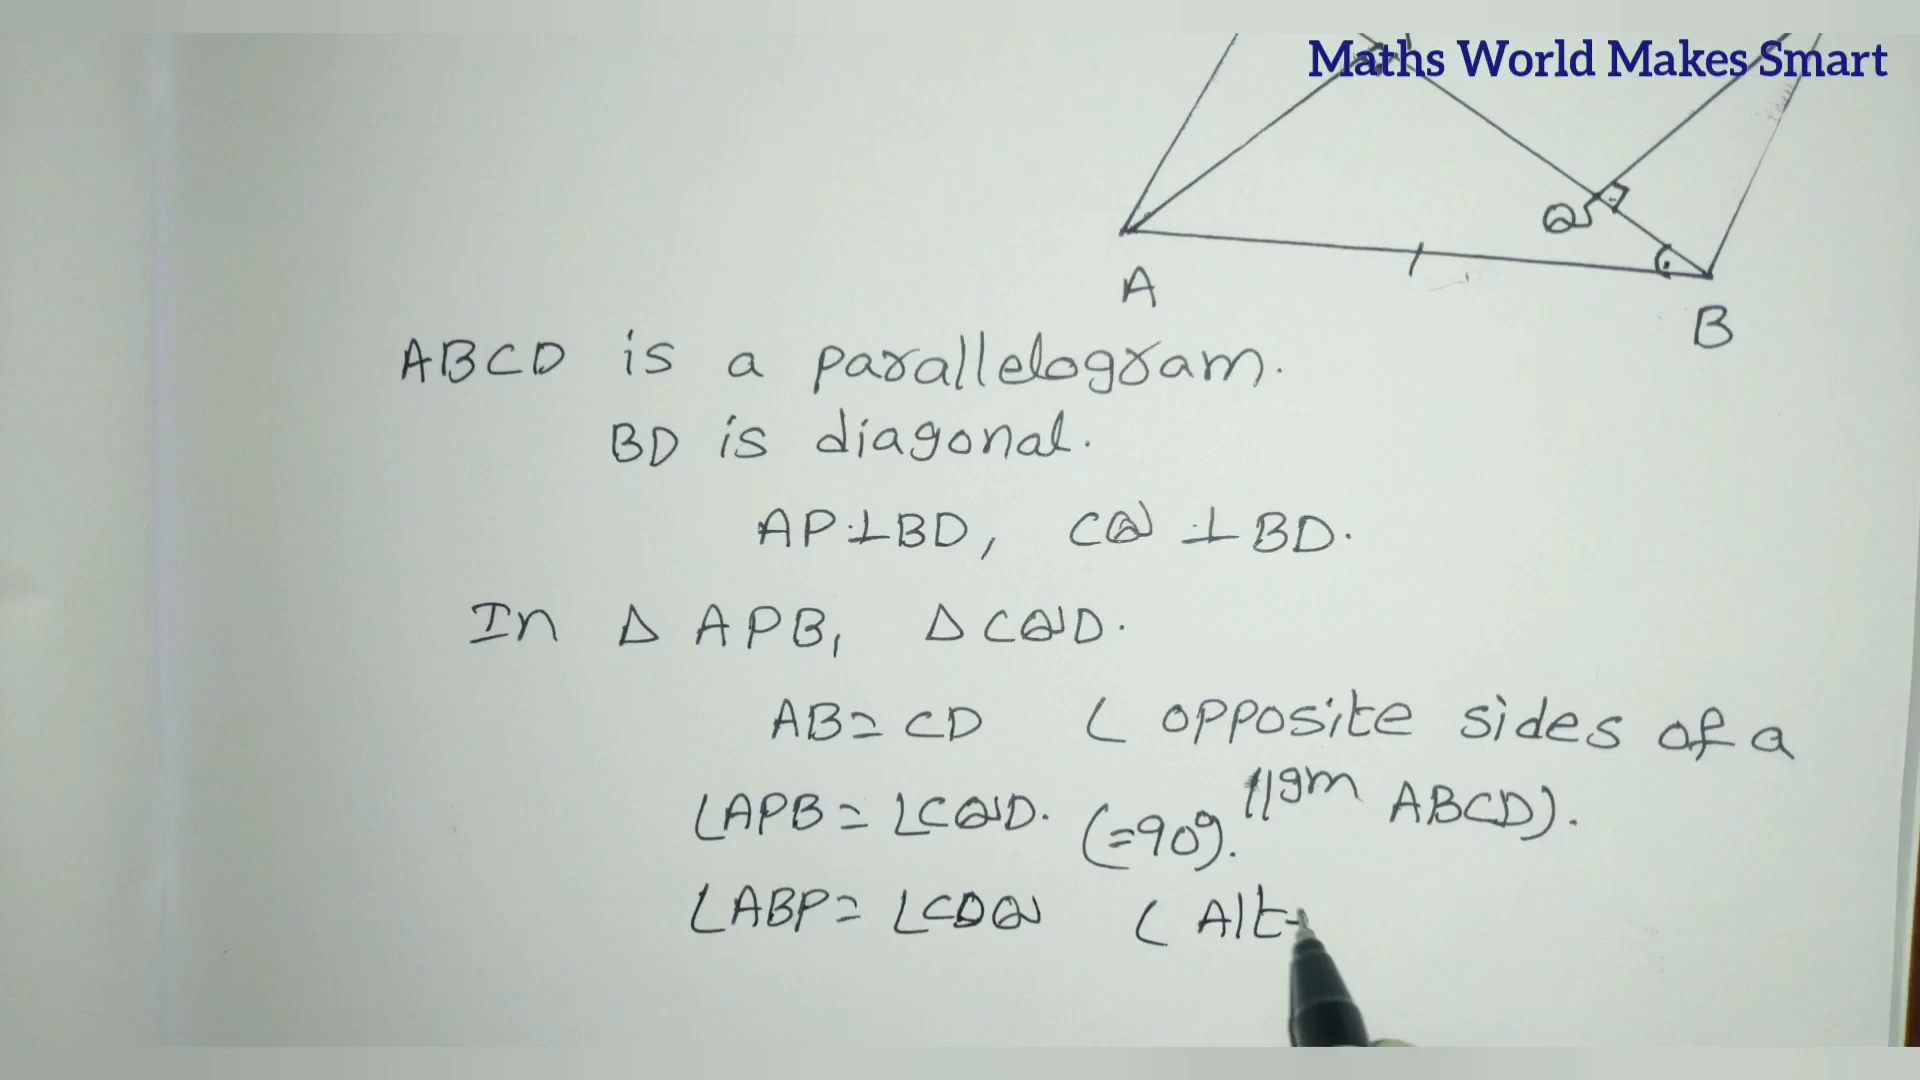 Maths World Makes Smart
Q
A
B
ABCD is a parallelogram.
BD is diagonal.
AP⊥BD, CQ ⊥ BD.
In △ APB, △CQD.
AB = CD ( opposite sides of a
||gm ABCD).
∠APB = ∠CQD. (=90°).
∠ABP = ∠CDQ ( Alt-